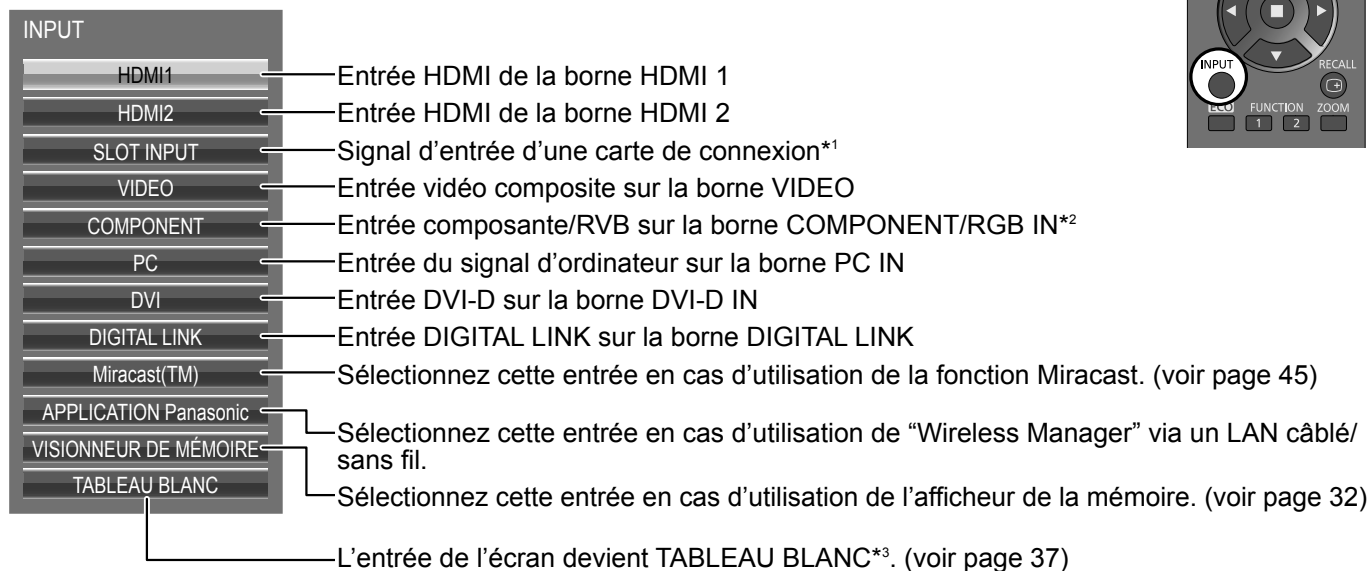 INPUT
HDMI1
Entrée HDMI de la borne HDMI 1
HDMI2
Entrée HDMI de la borne HDMI 2
SLOT INPUT
Signal d’entrée d’une carte de connexion*1
VIDEO
Entrée vidéo composite sur la borne VIDEO
COMPONENT
Entrée composante/RVB sur la borne COMPONENT/RGB IN*2
PC
Entrée du signal d’ordinateur sur la borne PC IN
DVI
Entrée DVI-D sur la borne DVI-D IN
DIGITAL LINK
Entrée DIGITAL LINK sur la borne DIGITAL LINK
Miracast(TM)
Sélectionnez cette entrée en cas d’utilisation de la fonction Miracast. (voir page 45)
APPLICATION Panasonic
Sélectionnez cette entrée en cas d’utilisation de “Wireless Manager” via un LAN câblé/
sans fil.
VISIONNEUR DE MÉMOIRE
Sélectionnez cette entrée en cas d’utilisation de l’afficheur de la mémoire. (voir page 32)
TABLEAU BLANC
L’entrée de l’écran devient TABLEAU BLANC*3. (voir page 37)
INPUT
RECALL
ECO FUNCTION ZOOM
1 2